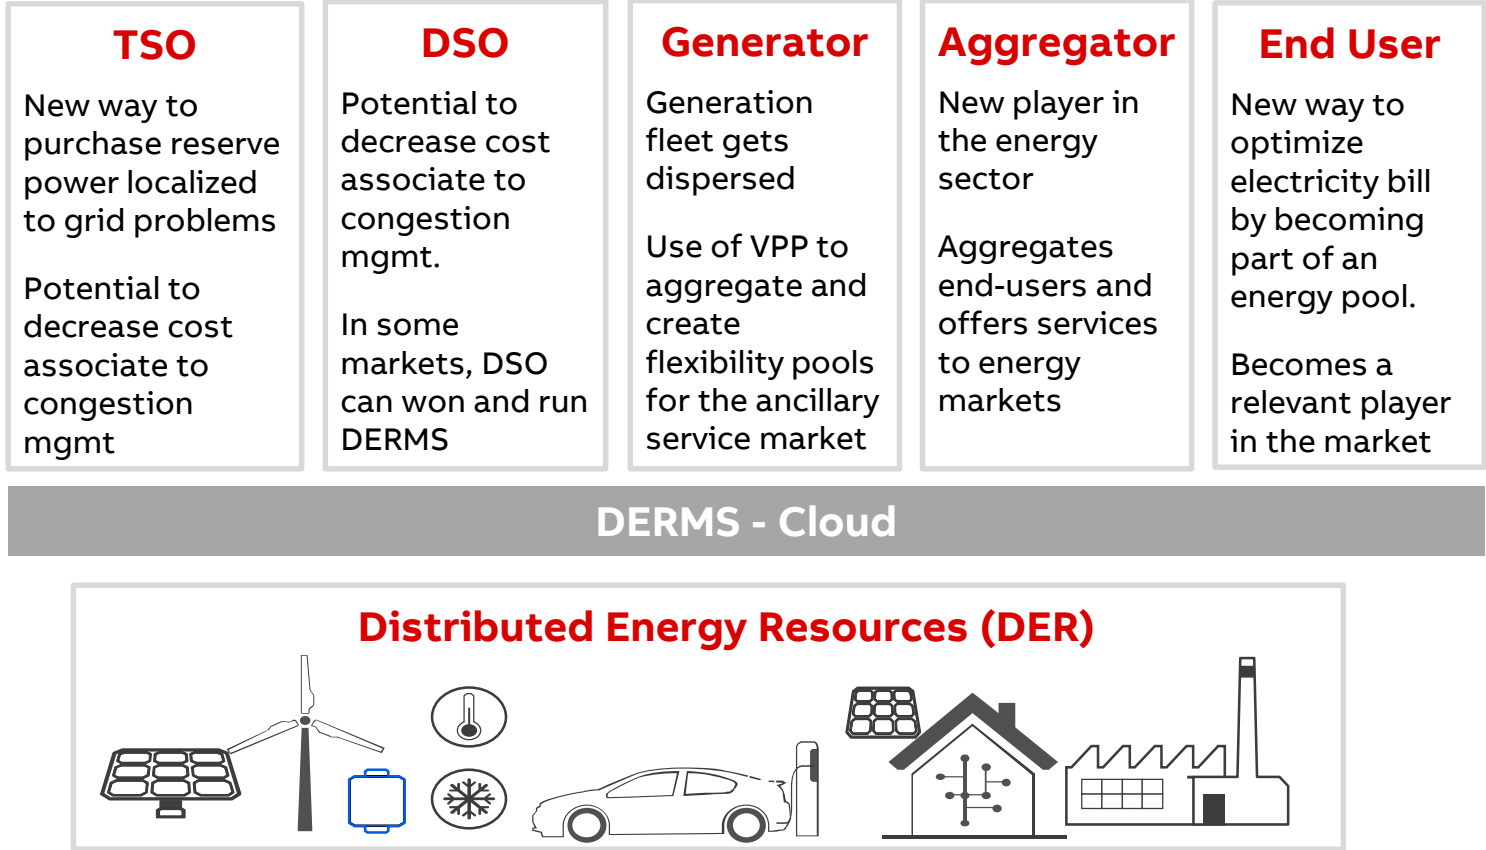 TSO
New way to
purchase reserve
power localized
to grid problems
Potential to
decrease cost
associate to
congestion
mgmt
DSO
Potential to
decrease cost
associate to
congestion
mgmt.
In some
markets, DSO
can won and run
DERMS
Generator
Generation
fleet gets
dispersed
Use of VPP to
aggregate and
create
flexibility pools
for the ancillary
service market
Aggregator
New player in
the energy
sector
Aggregates
end-users and
offers services
to energy
markets
End User
New way to
optimize
electricity bill
by becoming
part of an
energy pool.
Becomes a
relevant player
in the market
DERMS - Cloud
Distributed Energy Resources (DER)